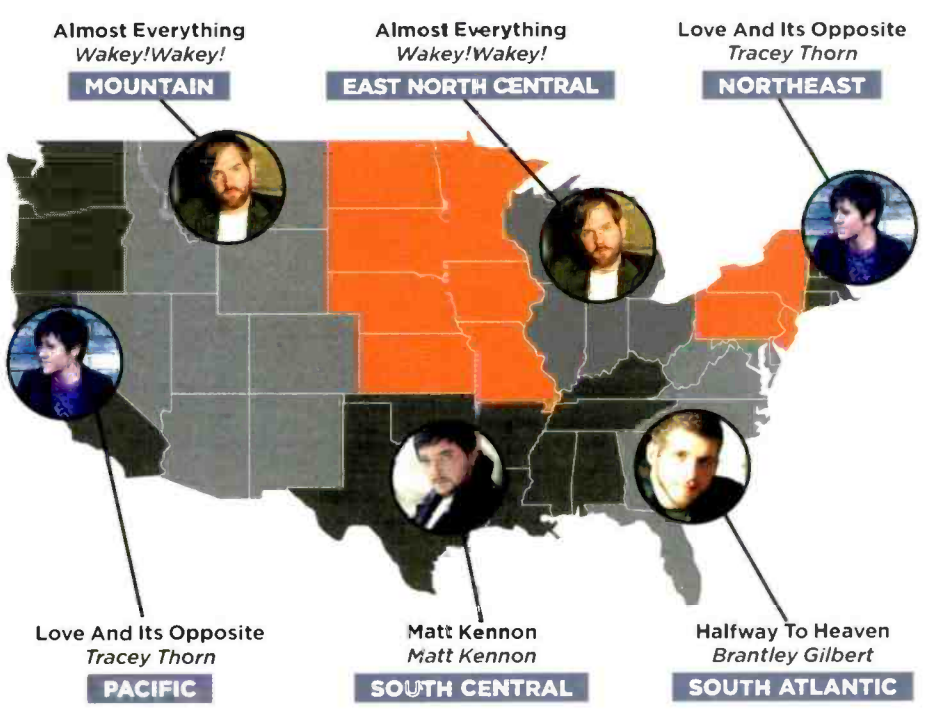 Almost Everything
Wakey!Wakey!
MOUNTAIN
Almost Everything
Wakey!Wakey!
EAST NORTH CENTRAL
Love And Its Opposite
Tracey Thorn
NORTHEAST
Love And Its Opposite
Tracey Thorn
PACIFIC
Matt Kennon
Matt Kennon
SOUTH CENTRAL
Halfway To Heaven
Brantley Gilbert
SOUTH ATLANTIC